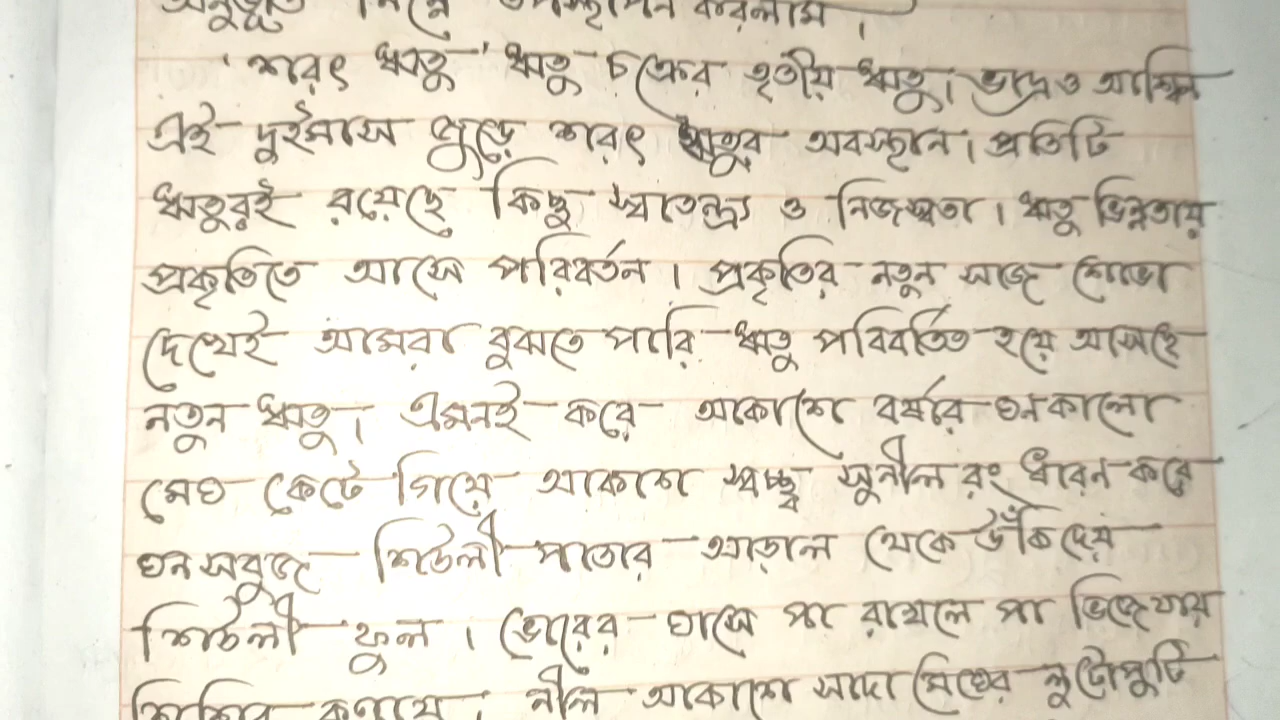 অনুভূতি নিম্নে উপস্থাপন করলাম।
'শরৎ ঋতু' ঋতু চক্রের তৃতীয় ঋতু। ভাদ্র ও আশ্বিন
এই দুইমাস জুড়ে শরৎ ঋতুর অবস্থান। প্রতিটি
ঋতুরই রয়েছে কিছু স্বাতন্ত্র্য ও নিজস্বতা। ঋতু ভিন্নতায়
প্রকৃতিতে আসে পরিবর্তন। প্রকৃতির নতুন সাজ শোভা
দেখেই আমরা বুঝতে পারি ঋতু পরিবর্তিত হয়ে আসছে
নতুন ঋতু। এমনই করে আকাশে বর্ষার ঘনকালো
মেঘ কেটে গিয়ে আকাশ স্বচ্ছ সুনীল রং ধারন করে
ঘন সবুজ শিউলী পাতার আড়াল থেকে উঁকি দেয়
শিউলী ফুল। ভোরের ঘাসে পা রাখলে পা ভিজে যায়
শিশির কণায়। নীল আকাশে সাদা মেঘের লুটোপুটি